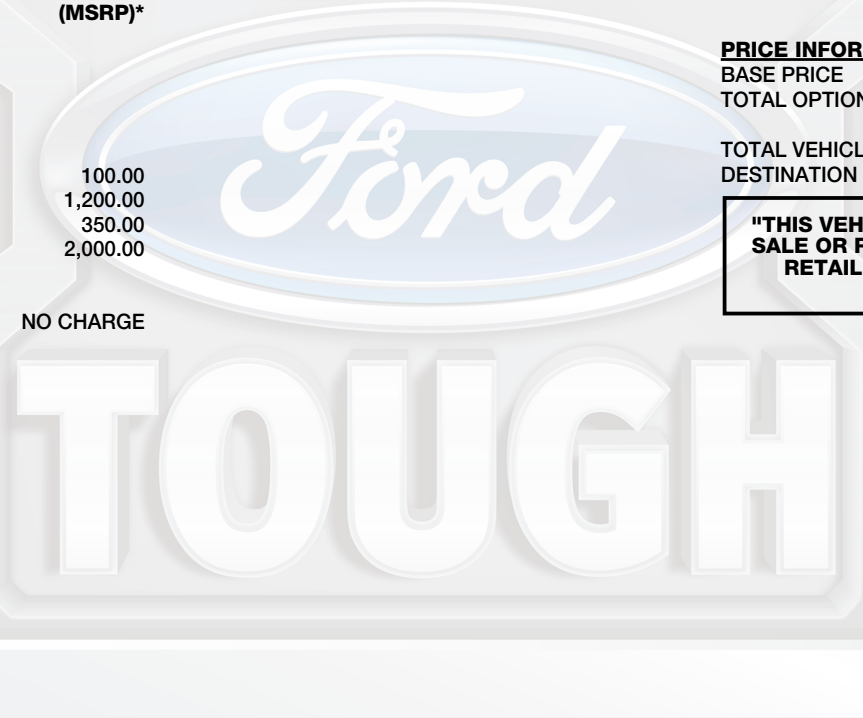 (MSRP)*
100.00
1,200.00
350.00
2,000.00
NO CHARGE
PRICE INFOR
BASE PRICE
TOTAL OPTION
TOTAL VEHICL
DESTINATION
"THIS VEH
SALE OR F
RETAIL
Ford
TOUGH